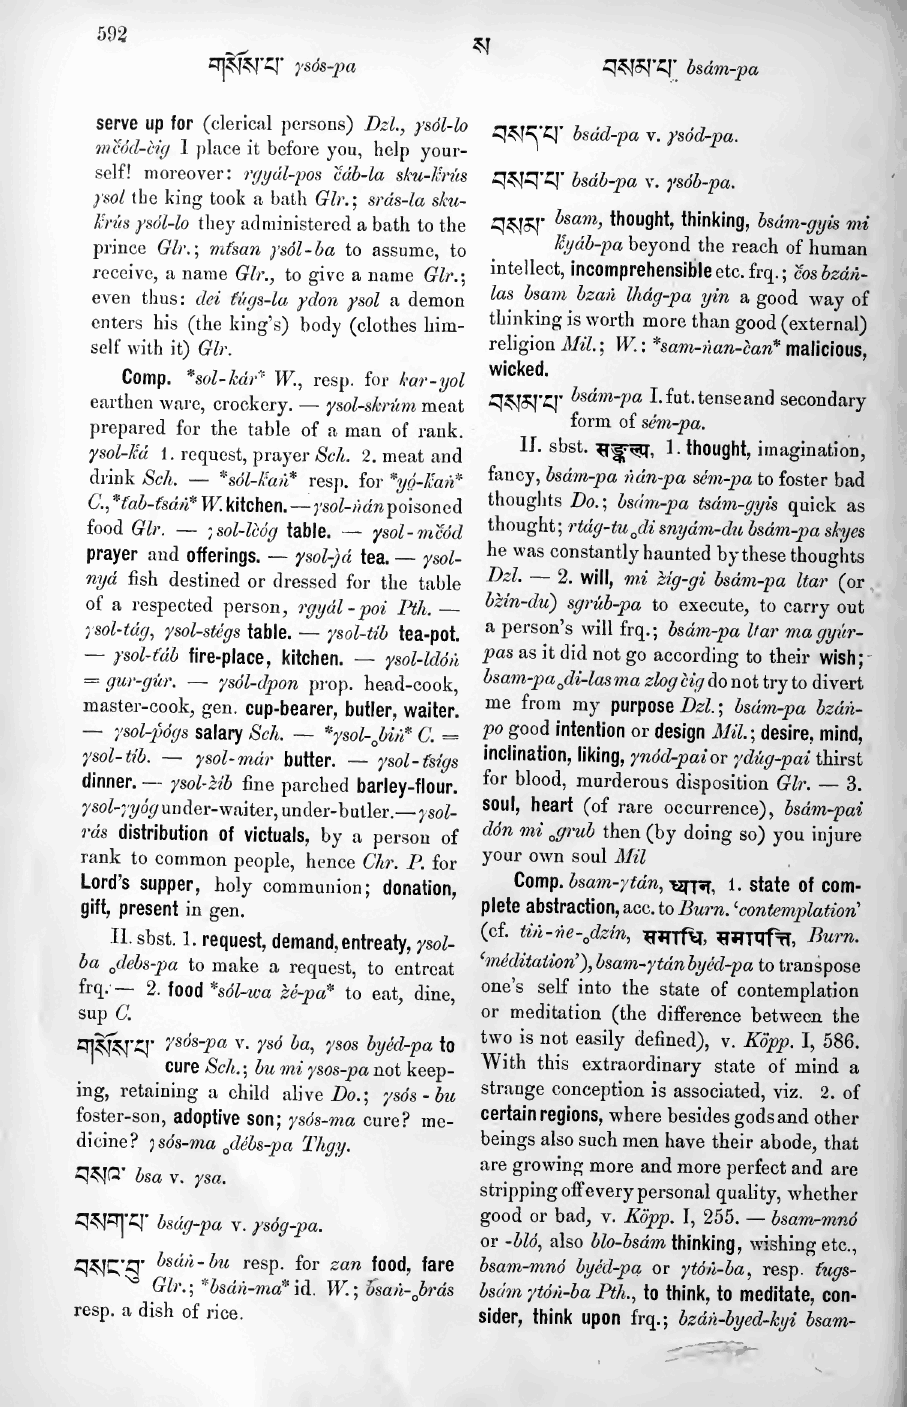 592
ས
གསོས་པ་ γsós-pa
བསམ་པ་ bsám-pa
serve up for (clerical persons) Dzl., γsól-lo
mčód-čig I place it before you, help your-
self! moreover: rgyál-pos čáb-la sku-k̔rús
γsol the king took a bath Glr.; srás-la sku-
k̔rús γsól-lo they administered a bath to the
prince Glr.; mt̔san γsól-ba to assume, to
receive, a name Glr., to give a name Glr.;
even thus: dei t̔úgs-la γdon γsol a demon
enters his (the king's) body (clothes him-
self with it) Glr.
Comp. *sol-kár* W., resp. for kar-yol
earthen ware, crockery. — γsol-skrúm meat
prepared for the table of a man of rank.
γsol-k̔á 1. request, prayer Sch. 2. meat and
drink Sch. — *sól-k̔aṅ* resp. for *yó-k̔aṅ*
C., *t̔ab-t̔sáṅ* W. kitchen. — γsol-ṅán poisoned
food Glr. — γsol-lčóg table. — γsol-mčód
prayer and offerings. — γsol-ǰá tea. — γsol-
nyá fish destined or dressed for the table
of a respected person, rgyál-poi Pth. —
γsol-tág, γsol-stégs table. — γsol-tíb tea-pot.
— γsol-t̔áb fire-place, kitchen. — γsol-ldóṅ
= gur-gúr. — γsól-dpon prop. head-cook,
master-cook, gen. cup-bearer, butler, waiter.
— γsol-p̔ógs salary Sch. — *γsol-₀biṅ* C. =
γsol-tíb. — γsol-már butter. — γsol-t̔sígs
dinner. — γsol-žíb fine parched barley-flour.
γsol-γyóg under-waiter, under-butler. — γsol-
rás distribution of victuals, by a person of
rank to common people, hence Chr. P. for
Lord's supper, holy communion; donation,
gift, present in gen.
II. sbst. 1. request, demand, entreaty, γsol-
ba ₀debs-pa to make a request, to entreat
frq. — 2. food *sól-wa žé-pa* to eat, dine,
sup C.
གསོས་པ་ γsós-pa v. γsó ba, γsos byéd-pa to
cure Sch.; bu mi γsos-pa not keep-
ing, retaining a child alive Do.; γsós-bu
foster-son, adoptive son; γsós-ma cure? me-
dicine? γsós-ma ₀débs-pa Thgy.
བསའ་ bsa v. γsa.
བསག་པ་ bság-pa v. γsóg-pa.
བསང་བུ་ bsáṅ-bu resp. for zan food, fare
Glr.; *bsáṅ-ma* id. W.; bsaṅ-₀brás
resp. a dish of rice.
བསད་པ་ bsád-pa v. γsód-pa.
བསབ་པ་ bsáb-pa v. γsób-pa.
བསམ་ bsam, thought, thinking, bsám-gyis mi
k̔yáb-pa beyond the reach of human
intellect, incomprehensible etc. frq.; čos bzáṅ-
las bsam bzaṅ lhág-pa yin a good way of
thinking is worth more than good (external)
religion Mil.; W.: *sam-ṅan-čan* malicious,
wicked.
བསམ་པ་ bsám-pa I. fut. tense and secondary
form of sém-pa.
II. sbst. सङ्कल्प, 1. thought, imagination,
fancy, bsám-pa ṅán-pa sém-pa to foster bad
thoughts Do.; bsám-pa tsám-gyis quick as
thought; rtág-tu ₀di snyám-du bsám-pa skyes
he was constantly haunted by these thoughts
Dzl. — 2. will, mi žig-gi bsám-pa ltar (or
bžín-du) sgrúb-pa to execute, to carry out
a person's will frq.; bsám-pa ltar ma gyúr-
pas as it did not go according to their wish;
bsam-pa ₀di-las ma zlog čig do not try to divert
me from my purpose Dzl.; bsám-pa bzáṅ-
po good intention or design Mil.; desire, mind,
inclination, liking, γnód-pai or γdúg-pai thirst
for blood, murderous disposition Glr. — 3.
soul, heart (of rare occurrence), bsám-pai
dón mi ₀grub then (by doing so) you injure
your own soul Mil
Comp. bsam-γtán, ध्यान, 1. state of com-
plete abstraction, acc. to Burn. 'contemplation'
(cf. tiṅ-ṅe-₀dzin, समाधि, समापत्ति, Burn.
'méditation'), bsam-γtán byéd-pa to transpose
one's self into the state of contemplation
or meditation (the difference between the
two is not easily defined), v. Köpp. I, 586.
With this extraordinary state of mind a
strange conception is associated, viz. 2. of
certain regions, where besides gods and other
beings also such men have their abode, that
are growing more and more perfect and are
stripping off every personal quality, whether
good or bad, v. Köpp. I, 255. — bsam-mnó
or -bló, also blo-bsám thinking, wishing etc.,
bsam-mnó byéd-pa or γtóṅ-ba, resp. t̔ugs-
bsám γtóṅ-ba Pth., to think, to meditate, con-
sider, think upon frq.; bzáṅ-byed-kyi bsam-